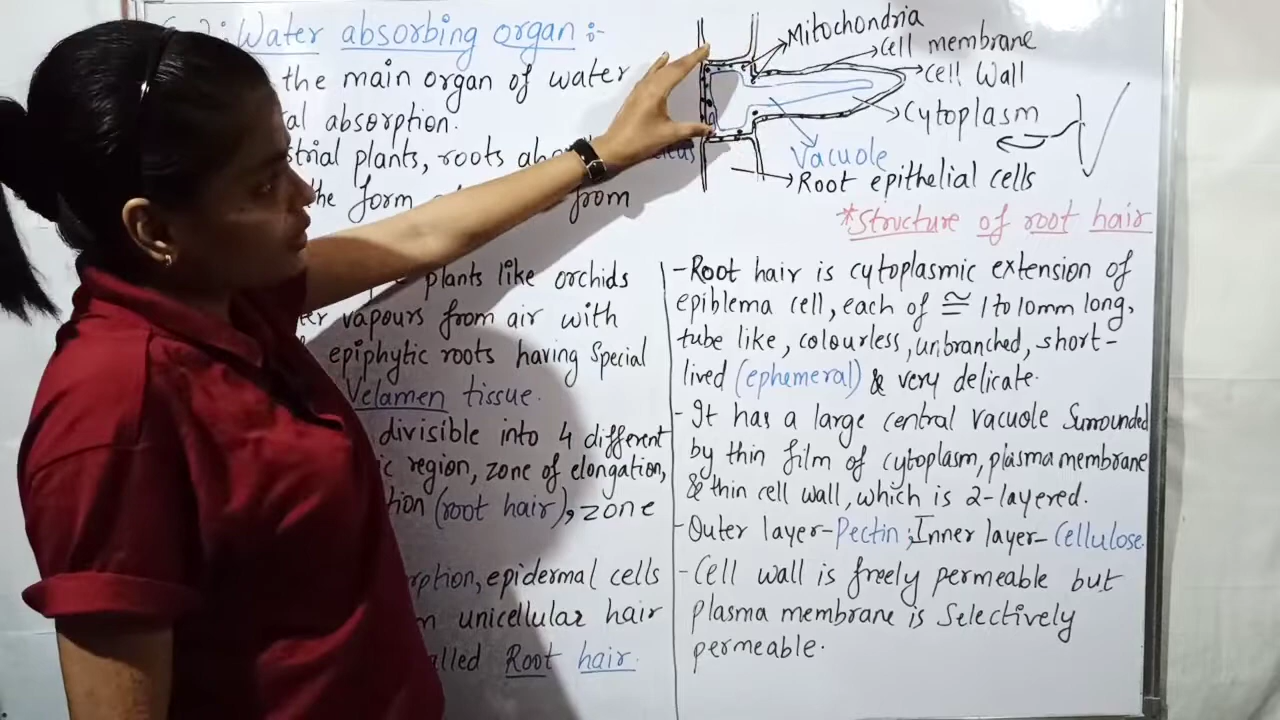 Water absorbing organ :-
the main organ of water
al absorption.
strial plants, roots abso
the form from
plants like orchids
vapours from air with
epiphytic roots having Special
Velamen tissue.
divisible into 4 different
c region, zone of elongation,
tion (root hair), zone
rption, epidermal cells
unicellular hair
alled Root hair.
Mitochondria
Cell membrane
Cell Wall
Cytoplasm
Vacuole
Root epithelial cells
*Structure of root hair
-Root hair is cytoplasmic extension of
epiblema cell, each of ≅ 1 to 10mm long,
tube like, colourless, unbranched, short-
lived (ephemeral) & very delicate.
- It has a large central vacuole Surrounded
by thin film of cytoplasm, plasma membrane
& thin cell wall, which is 2-layered.
- Outer layer-Pectin; Inner layer-Cellulose.
- Cell wall is freely permeable but
plasma membrane is Selectively
permeable.